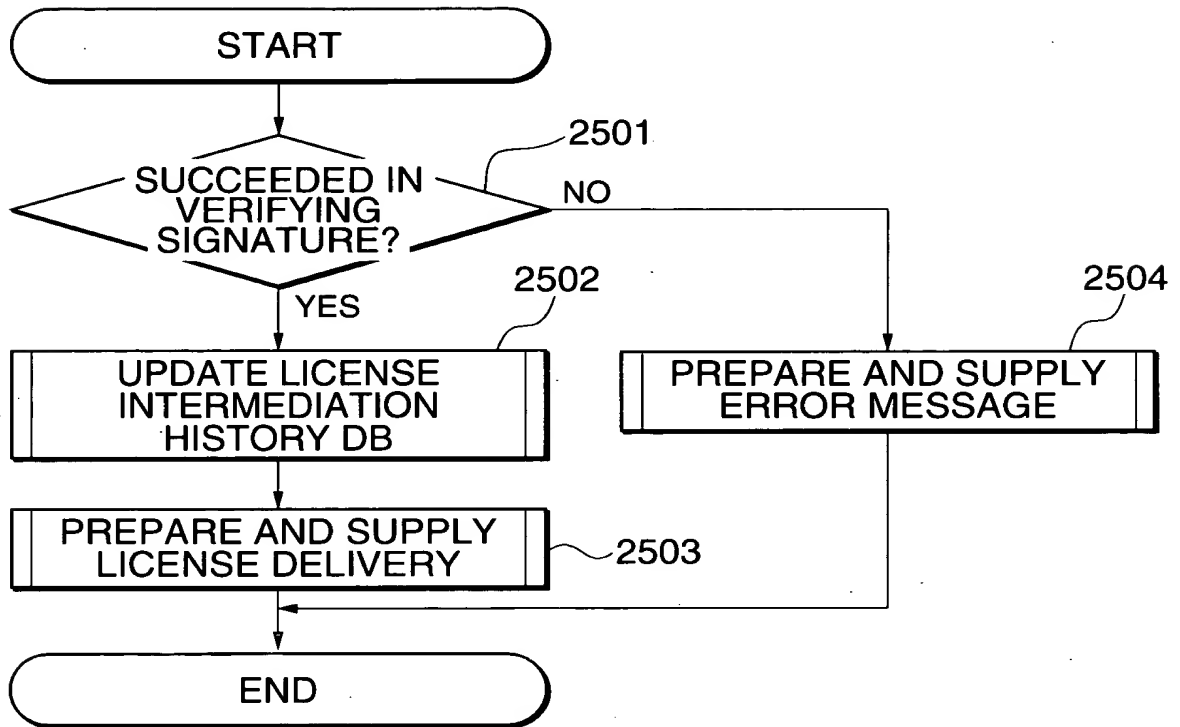 START
2501
SUCCEEDED IN
VERIFYING
SIGNATURE?
NO
YES
2502
2504
UPDATE LICENSE
INTERMEDIATION
HISTORY DB
PREPARE AND SUPPLY
ERROR MESSAGE
PREPARE AND SUPPLY
LICENSE DELIVERY
2503
END